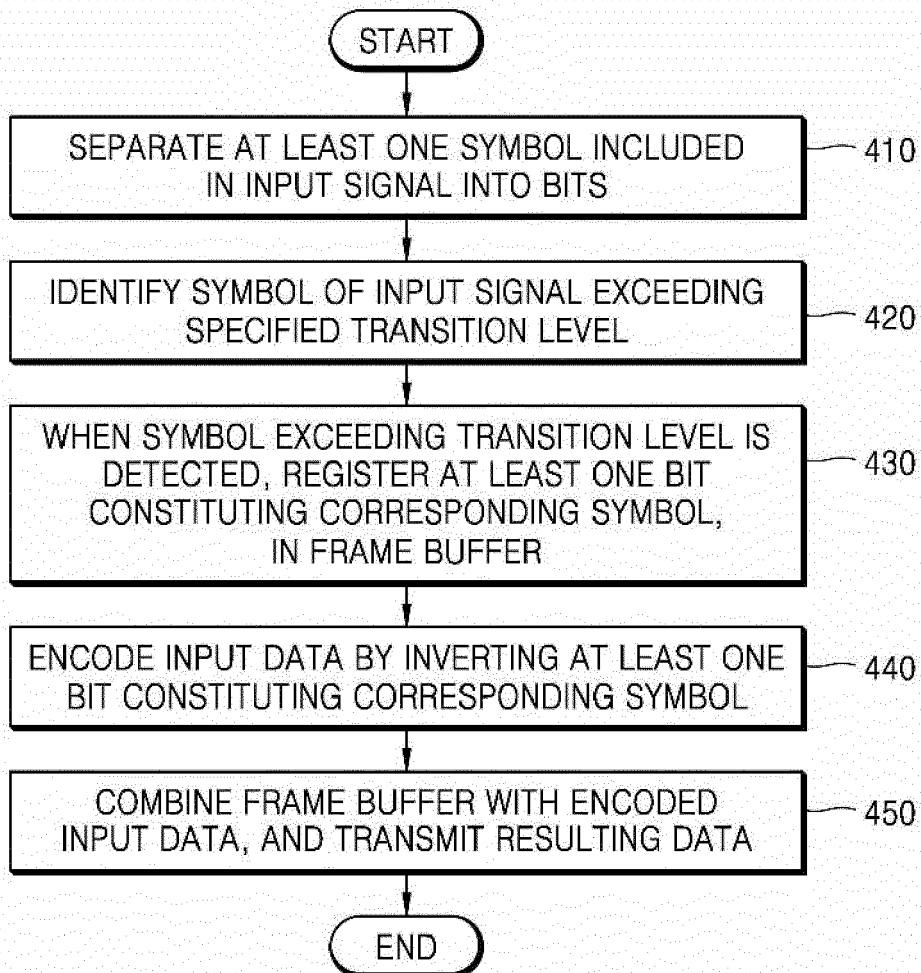 START
SEPARATE AT LEAST ONE SYMBOL INCLUDED
IN INPUT SIGNAL INTO BITS
410
IDENTIFY SYMBOL OF INPUT SIGNAL EXCEEDING
SPECIFIED TRANSITION LEVEL
420
WHEN SYMBOL EXCEEDING TRANSITION LEVEL IS
DETECTED, REGISTER AT LEAST ONE BIT
CONSTITUTING CORRESPONDING SYMBOL,
IN FRAME BUFFER
430
ENCODE INPUT DATA BY INVERTING AT LEAST ONE
BIT CONSTITUTING CORRESPONDING SYMBOL
440
COMBINE FRAME BUFFER WITH ENCODED
INPUT DATA, AND TRANSMIT RESULTING DATA
450
END